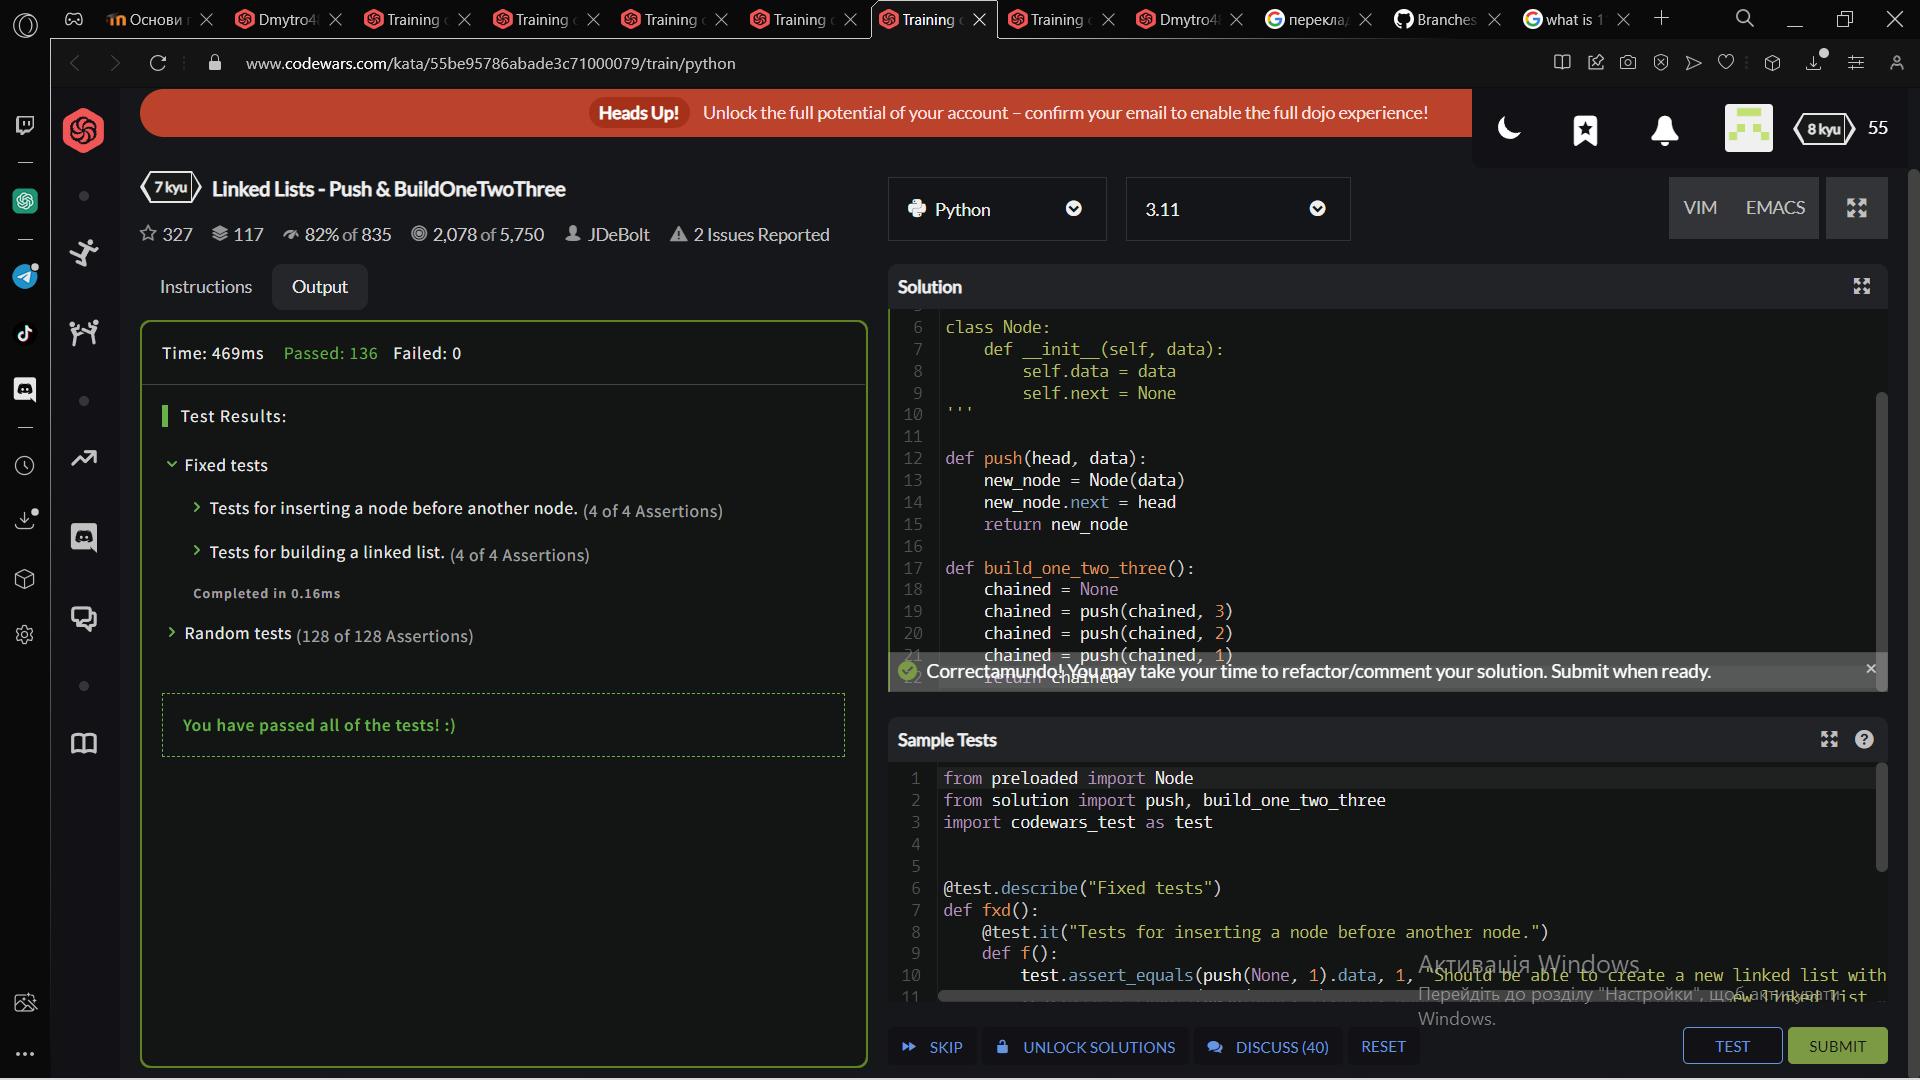 Основи
Dmytro4
Training
Training
Training
Training
Training
Training
Dmytro4
перекла
Branches
what is 1
www.codewars.com/kata/55be95786abade3c71000079/train/python
Heads Up! Unlock the full potential of your account – confirm your email to enable the full dojo experience!
8 kyu 55
7 kyu Linked Lists - Push & BuildOneTwoThree
327 117 82% of 835 2,078 of 5,750 JDeBolt 2 Issues Reported
Python
3.11
VIM EMACS
Instructions Output
Time: 469ms Passed: 136 Failed: 0
Test Results:
Fixed tests
Tests for inserting a node before another node. (4 of 4 Assertions)
Tests for building a linked list. (4 of 4 Assertions)
Completed in 0.16ms
Random tests (128 of 128 Assertions)
You have passed all of the tests! :)
Solution
6 class Node:
7 def __init__(self, data):
8 self.data = data
9 self.next = None
10 '''
11
12 def push(head, data):
13 new_node = Node(data)
14 new_node.next = head
15 return new_node
16
17 def build_one_two_three():
18 chained = None
19 chained = push(chained, 3)
20 chained = push(chained, 2)
21 chained = push(chained, 1)
22 return chained
Correctamundo! You may take your time to refactor/comment your solution. Submit when ready.
Sample Tests
1 from preloaded import Node
2 from solution import push, build_one_two_three
3 import codewars_test as test
4
5
6 @test.describe("Fixed tests")
7 def fxd():
8 @test.it("Tests for inserting a node before another node.")
9 def f():
10 test.assert_equals(push(None, 1).data, 1, "Should be able to create a new linked list with
11
Активація Windows
Перейдіть до розділу "Настройки", щоб активувати
Windows.
SKIP UNLOCK SOLUTIONS DISCUSS (40) RESET
TEST SUBMIT